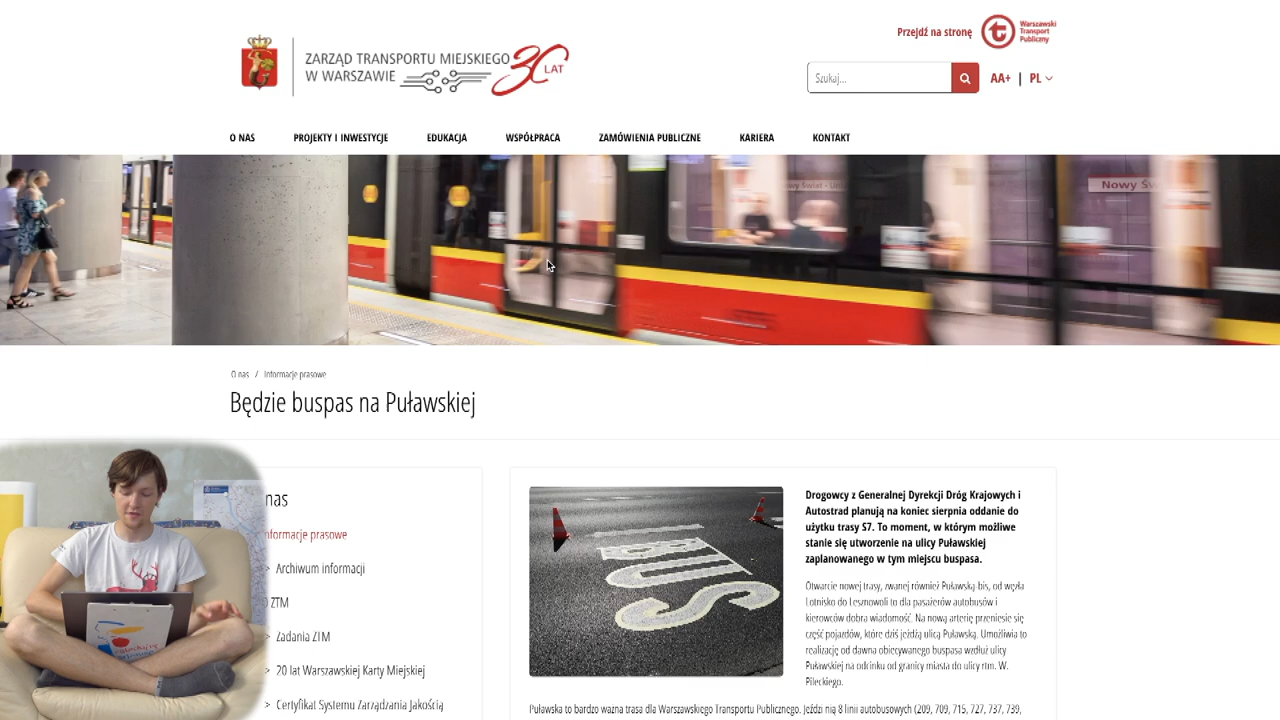 Przejdź na stronę
Warszawski
Transport
Publiczny
ZARZĄD TRANSPORTU MIEJSKIEGO
W WARSZAWIE
30 LAT
Szukaj...
AA+ | PL
O NAS PROJEKTY I INWESTYCJE EDUKACJA WSPÓŁPRACA ZAMÓWIENIA PUBLICZNE KARIERA KONTAKT
Nowy Św
O nas / Informacje prasowe
Będzie buspas na Puławskiej
nas
nformacje prasowe
> Archiwum informacji
ZTM
> Zadania ZTM
> 20 lat Warszawskiej Karty Miejskiej
> Certyfikat Systemu Zarządzania Jakością
BUS
Drogowcy z Generalnej Dyrekcji Dróg Krajowych i
Autostrad planują na koniec sierpnia oddanie do
użytku trasy S7. To moment, w którym możliwe
stanie się utworzenie na ulicy Puławskiej
zaplanowanego w tym miejscu buspasa.
Otwarcie nowej trasy, zwanej również Puławską-bis, od węzła
Lotnisko do Lesznowoli to dla pasażerów autobusów i
kierowców dobra wiadomość. Na nową arterię przeniesie się
część pojazdów, które dziś jeżdżą ulicą Puławską. Umożliwia to
realizację od dawna obiecywanego buspasa wzdłuż ulicy
Puławskiej na odcinku od granicy miasta do ulicy rtm. W.
Pileckiego.
Puławska to bardzo ważna trasa dla Warszawskiego Transportu Publicznego. Jeździ nią 8 linii autobusowych (209, 709, 715, 727, 737, 739,